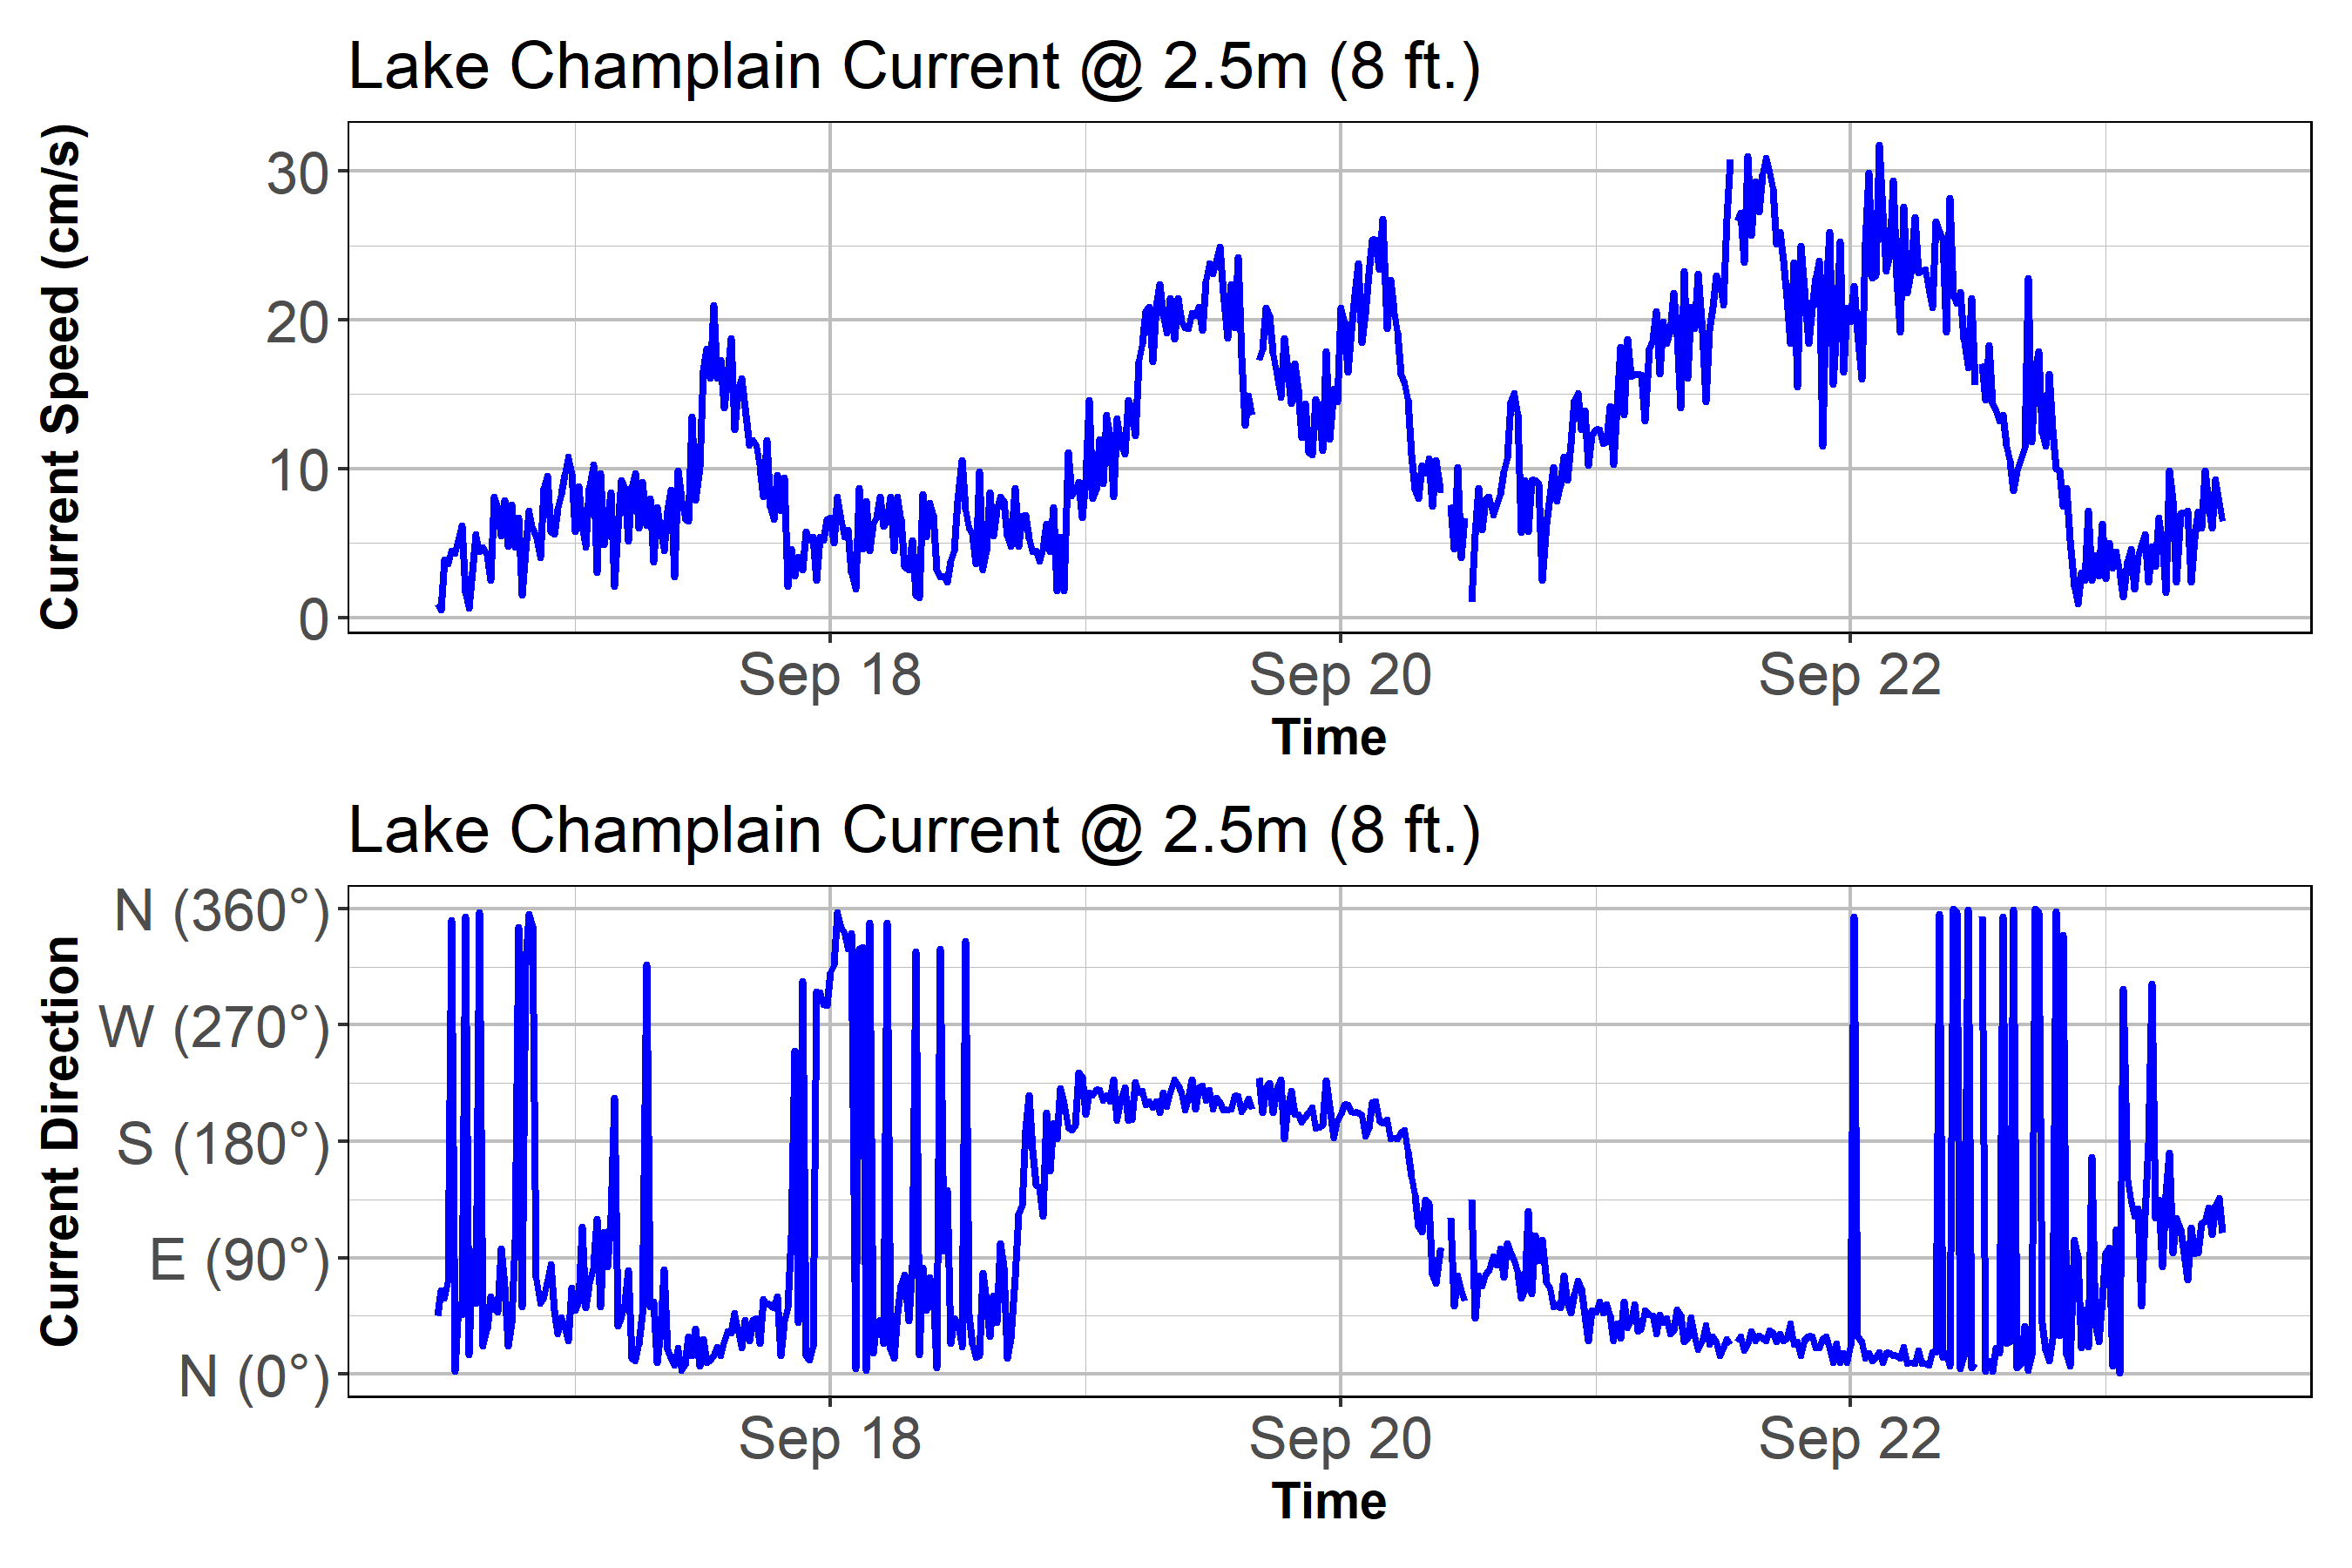 Lake Champlain Current @ 2.5m (8 ft.)
Current Speed (cm/s)
30
20
10
0
Sep 18 Sep 20 Sep 22
Time
Lake Champlain Current @ 2.5m (8 ft.)
Current Direction
N (360°)
W (270°)
S (180°)
E (90°)
N (0°)
Sep 18 Sep 20 Sep 22
Time